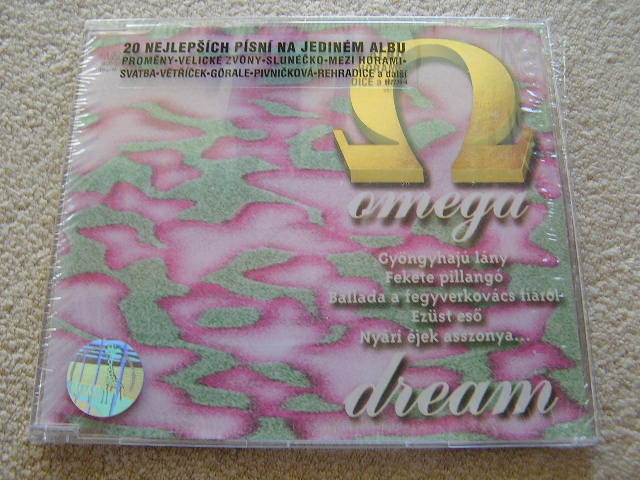 20 NEJLEPŠÍCH PÍSNÍ NA JEDINÉM ALBU
PROMĚNY·VELICKÉ ZVONY·SLUNÉČKO·MEZI HORAMI·
SVATBA·VĚTŘÍČEK·GÓRALE·PIVNIČKOVÁ·REHRADICE a další
Ω
omega
Gyöngyhajú lány
Fekete pillangó
Ballada a fegyverkovács fiáról
Ezüst eső
Nyári éjek asszonya...
dream